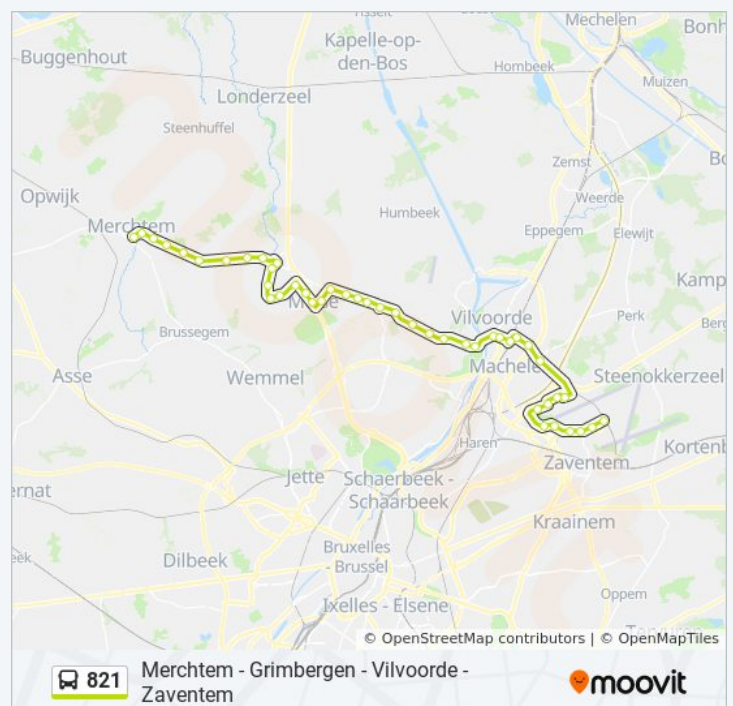 Mechelen
Bonh
Kapelle-op-
den-Bos
Buggenhout
Hombeek
Muizen
Londerzeel
Steenhuffel
Zemst
Bo
Opwijk
Weerde
Humbeek
Merchtem
Eppegem
Elewijt
Kamp
Vilvoorde
Perk
Berg
Brussegem
Machele
Asse
Wemmel
Steenokkerzeel
Haren
Kortenb
Zaventem
Jette
Schaerbeek -
Schaarbeek
ernat
Kraainem
Bruxelles
- Brussel
eek
Dilbeek
Oppem
Ixelles - Elsene
© OpenStreetMap contributors | © OpenMapTiles
821
Merchtem - Grimbergen - Vilvoorde -
Zaventem
moovit